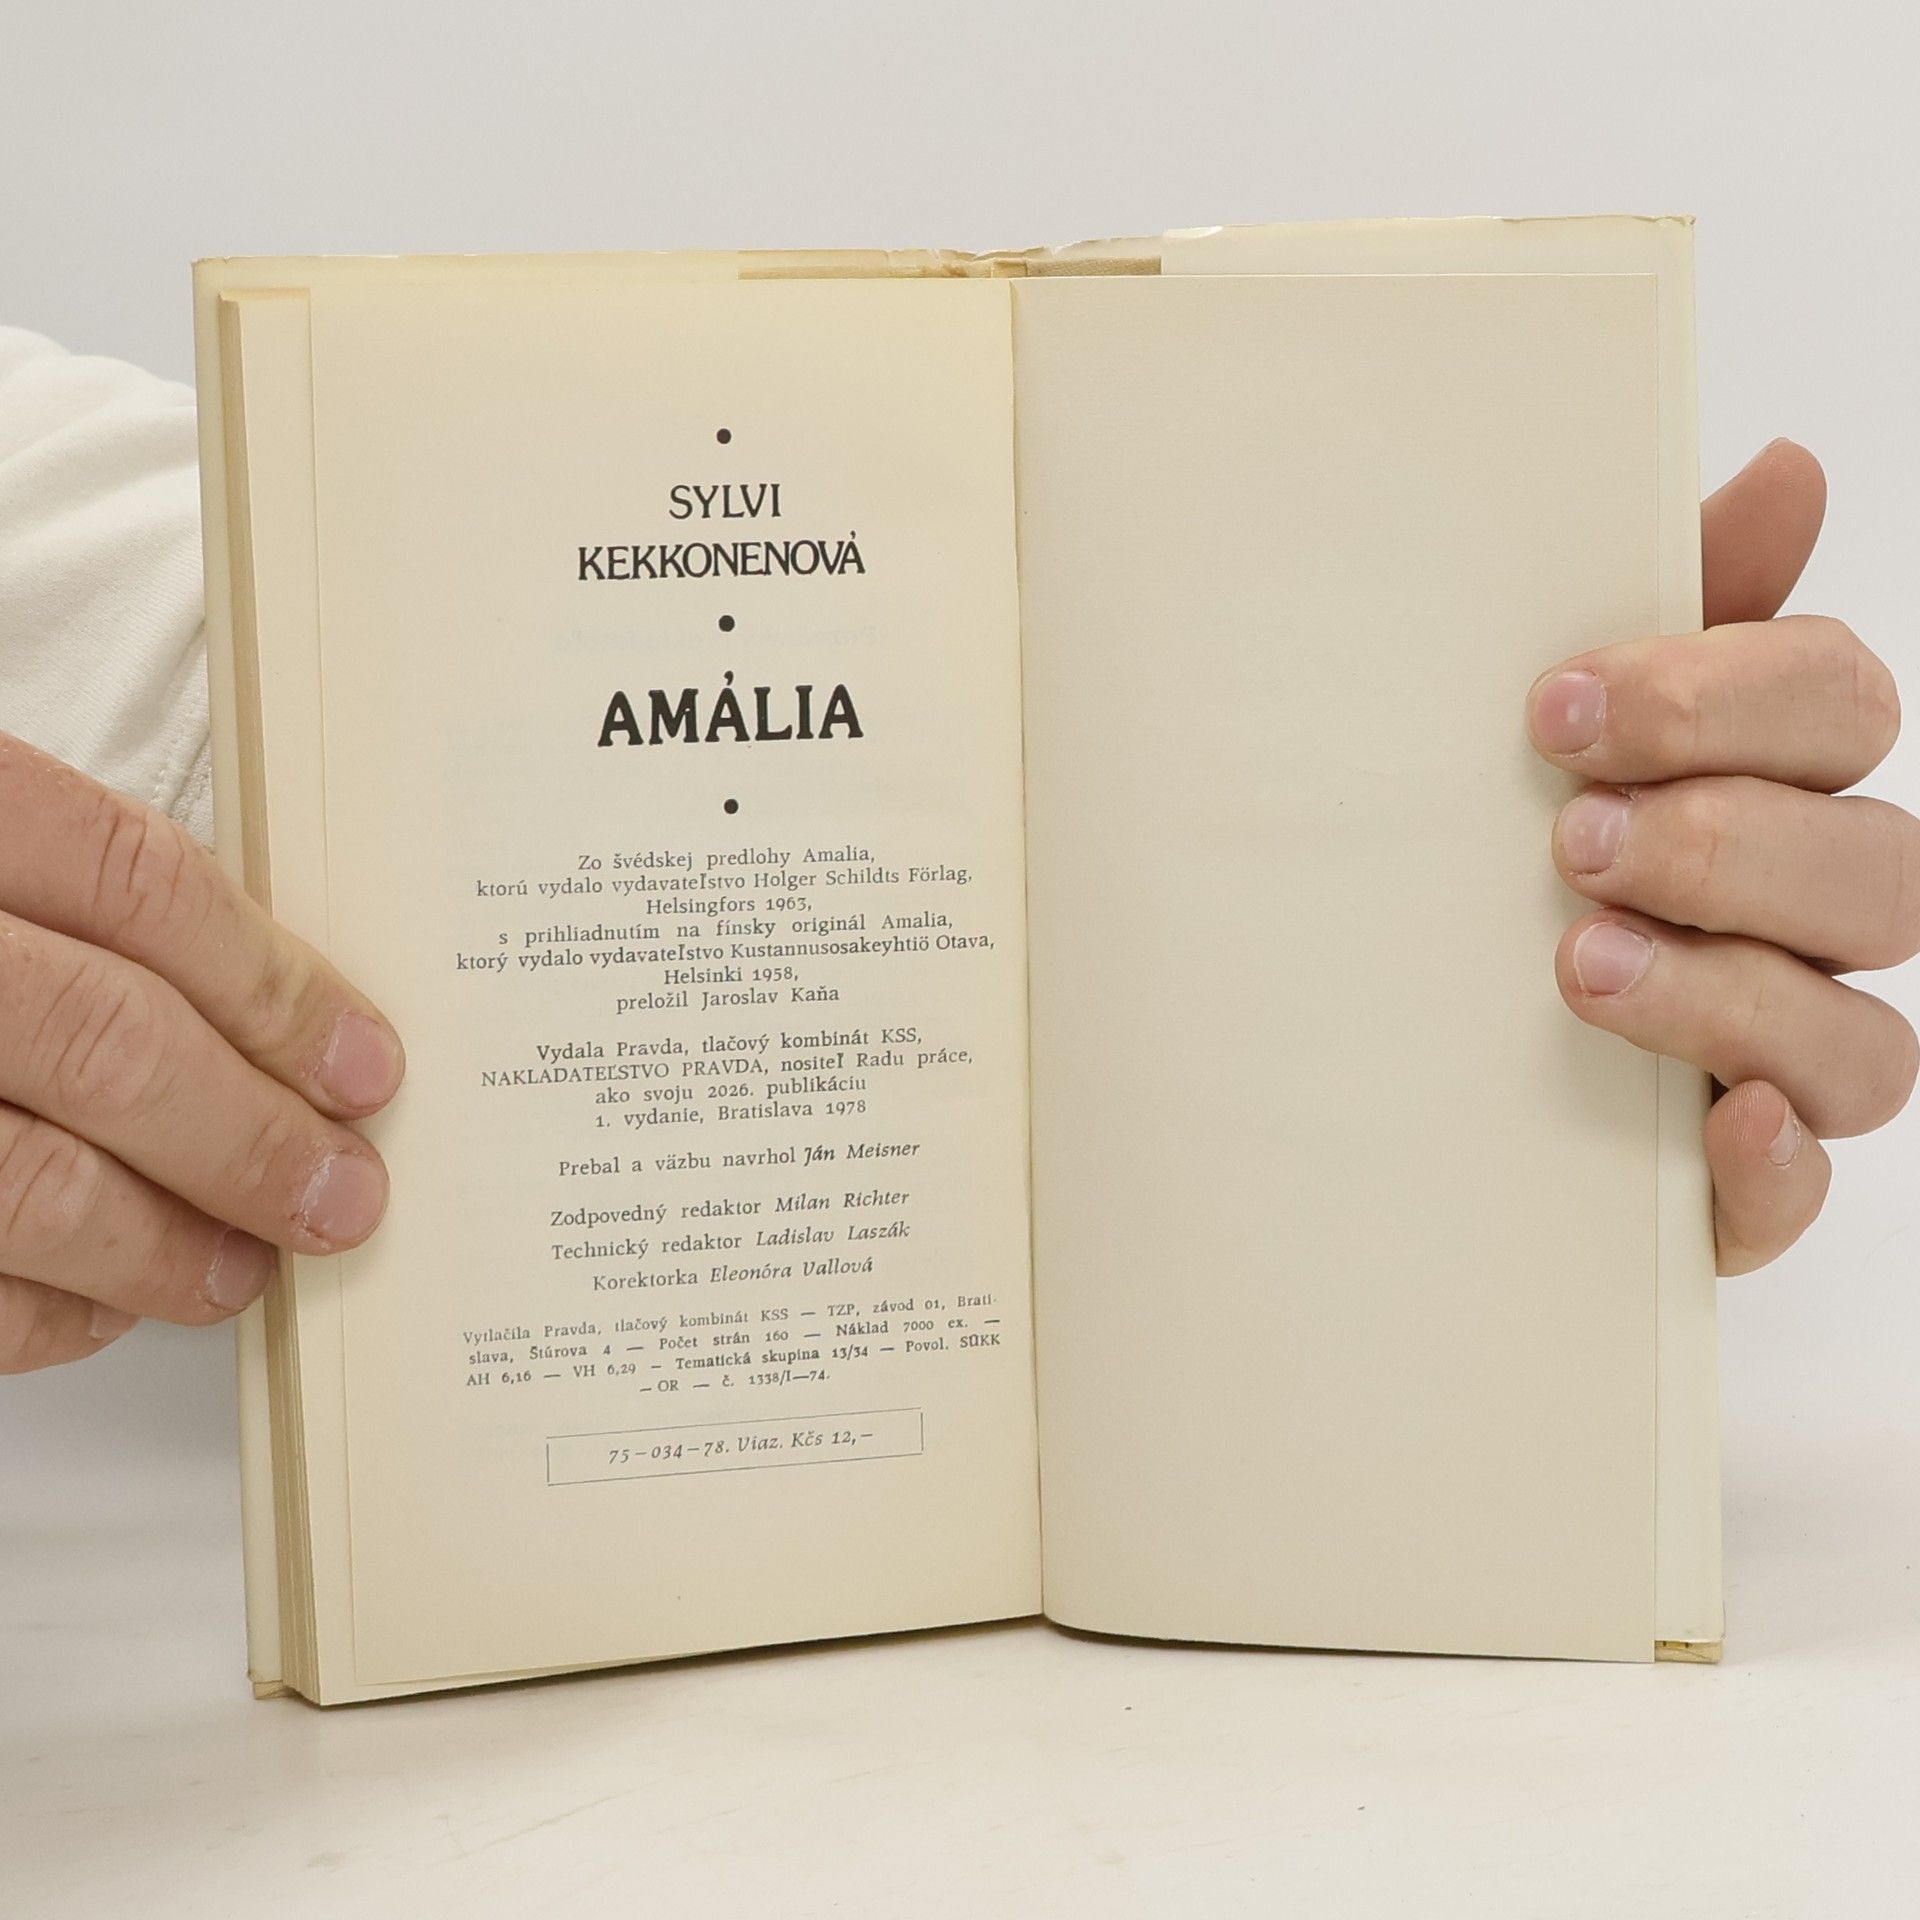 SYLVI
KEKKONENOVÁ
AMÁLIA
Zo švédskej predlohy Amalia,
ktorú vydalo vydavateľstvo Holger Schildts Förlag,
Helsingfors 1963,
s prihliadnutím na fínsky originál Amalia,
ktorý vydalo vydavateľstvo Kustannusosakeyhtiö Otava,
Helsinki 1958,
preložil Jaroslav Kaňa
Vydala Pravda, tlačový kombinát KSS,
NAKLADATEĽSTVO PRAVDA, nositeľ Radu práce,
ako svoju 2026. publikáciu
1. vydanie, Bratislava 1978
Prebal a väzbu navrhol Ján Meisner
Zodpovedný redaktor Milan Richter
Technický redaktor Ladislav Laszák
Korektorka Eleonóra Vallová
Vytlačila Pravda, tlačový kombinát KSS — TZP, závod 01, Brati-
slava, Štúrova 4 — Počet strán 160 — Náklad 7000 ex. —
AH 6,16 — VH 6,29 — Tematická skupina 13/34 — Povol. SÚKK
— OR — č. 1338/I—74.
75—034—78. Viaz. Kčs 12,—